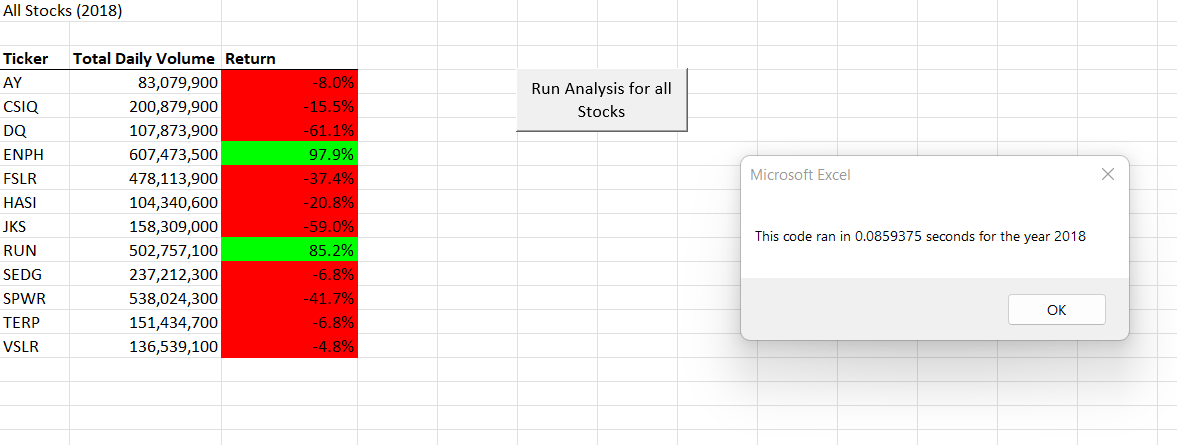 All Stocks (2018)
Ticker Total Daily Volume Return
AY 83,079,900 -8.0%
CSIQ 200,879,900 -15.5%
DQ 107,873,900 -61.1%
ENPH 607,473,500 97.9%
FSLR 478,113,900 -37.4%
HASI 104,340,600 -20.8%
JKS 158,309,000 -59.0%
RUN 502,757,100 85.2%
SEDG 237,212,300 -6.8%
SPWR 538,024,300 -41.7%
TERP 151,434,700 -6.8%
VSLR 136,539,100 -4.8%
Run Analysis for all
Stocks
Microsoft Excel
This code ran in 0.0859375 seconds for the year 2018
OK